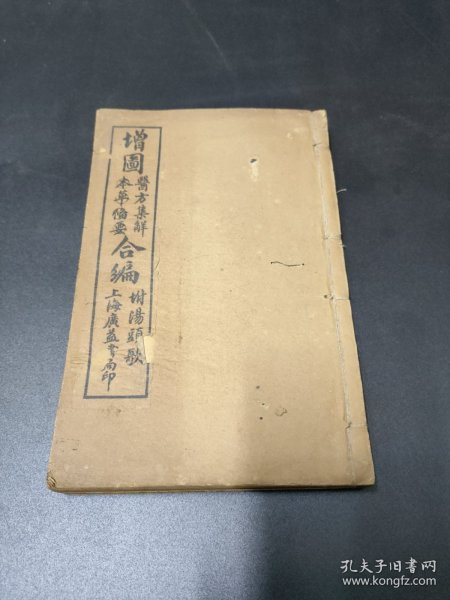 增圖
醫方集解
本草備要
合編
附湯頭歌
上海廣益書局印
孔夫子旧书网
www.kongfz.com